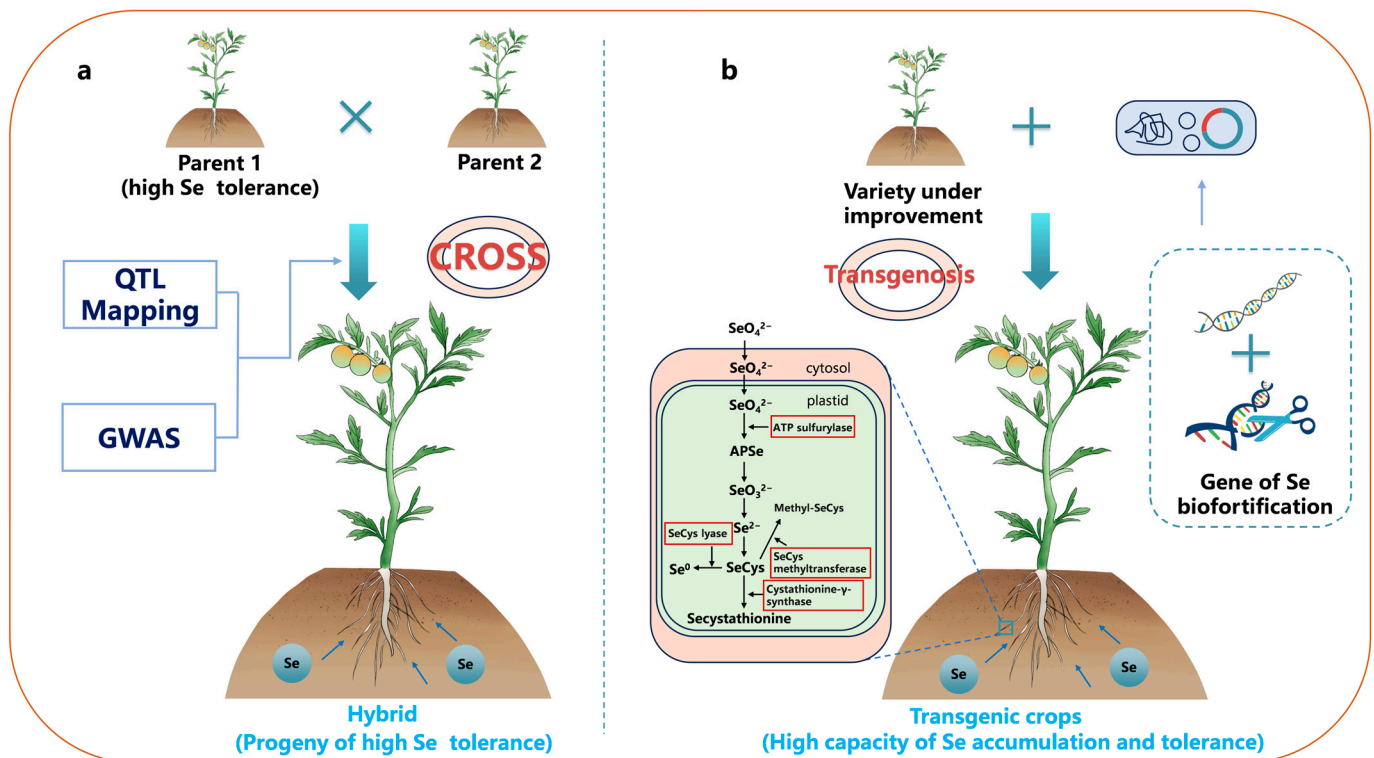 a
Parent 1
(high Se tolerance)
Parent 2
QTL
Mapping
GWAS
CROSS
Se
Se
Hybrid
(Progeny of high Se tolerance)
b
Variety under
improvement
Transgenosis
Gene of Se
biofortification
SeO₄²⁻
SeO₄²⁻
cytosol
SeO₄²⁻
plastid
ATP sulfurylase
APSe
SeO₃²⁻
Methyl-SeCys
Se²⁻
SeCys lyase
Se⁰
SeCys
SeCys
methyltransferase
Cystathionine-γ-
synthase
Secystathionine
Se
Se
Transgenic crops
(High capacity of Se accumulation and tolerance)